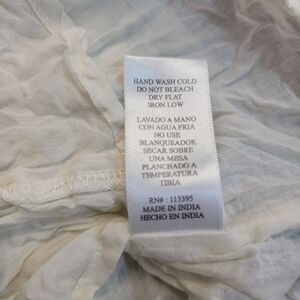 HAND WASH COLD
DO NOT BLEACH
DRY FLAT
IRON LOW
LAVADO A MANO
CON AGUA FRIA
NO USE
BLANQUEADOR
SECAR SOBRE
UNA MESA
PLANCHADO A
TEMPERATURA
TIBIA
RN# : 113395
MADE IN INDIA
HECHO EN INDIA